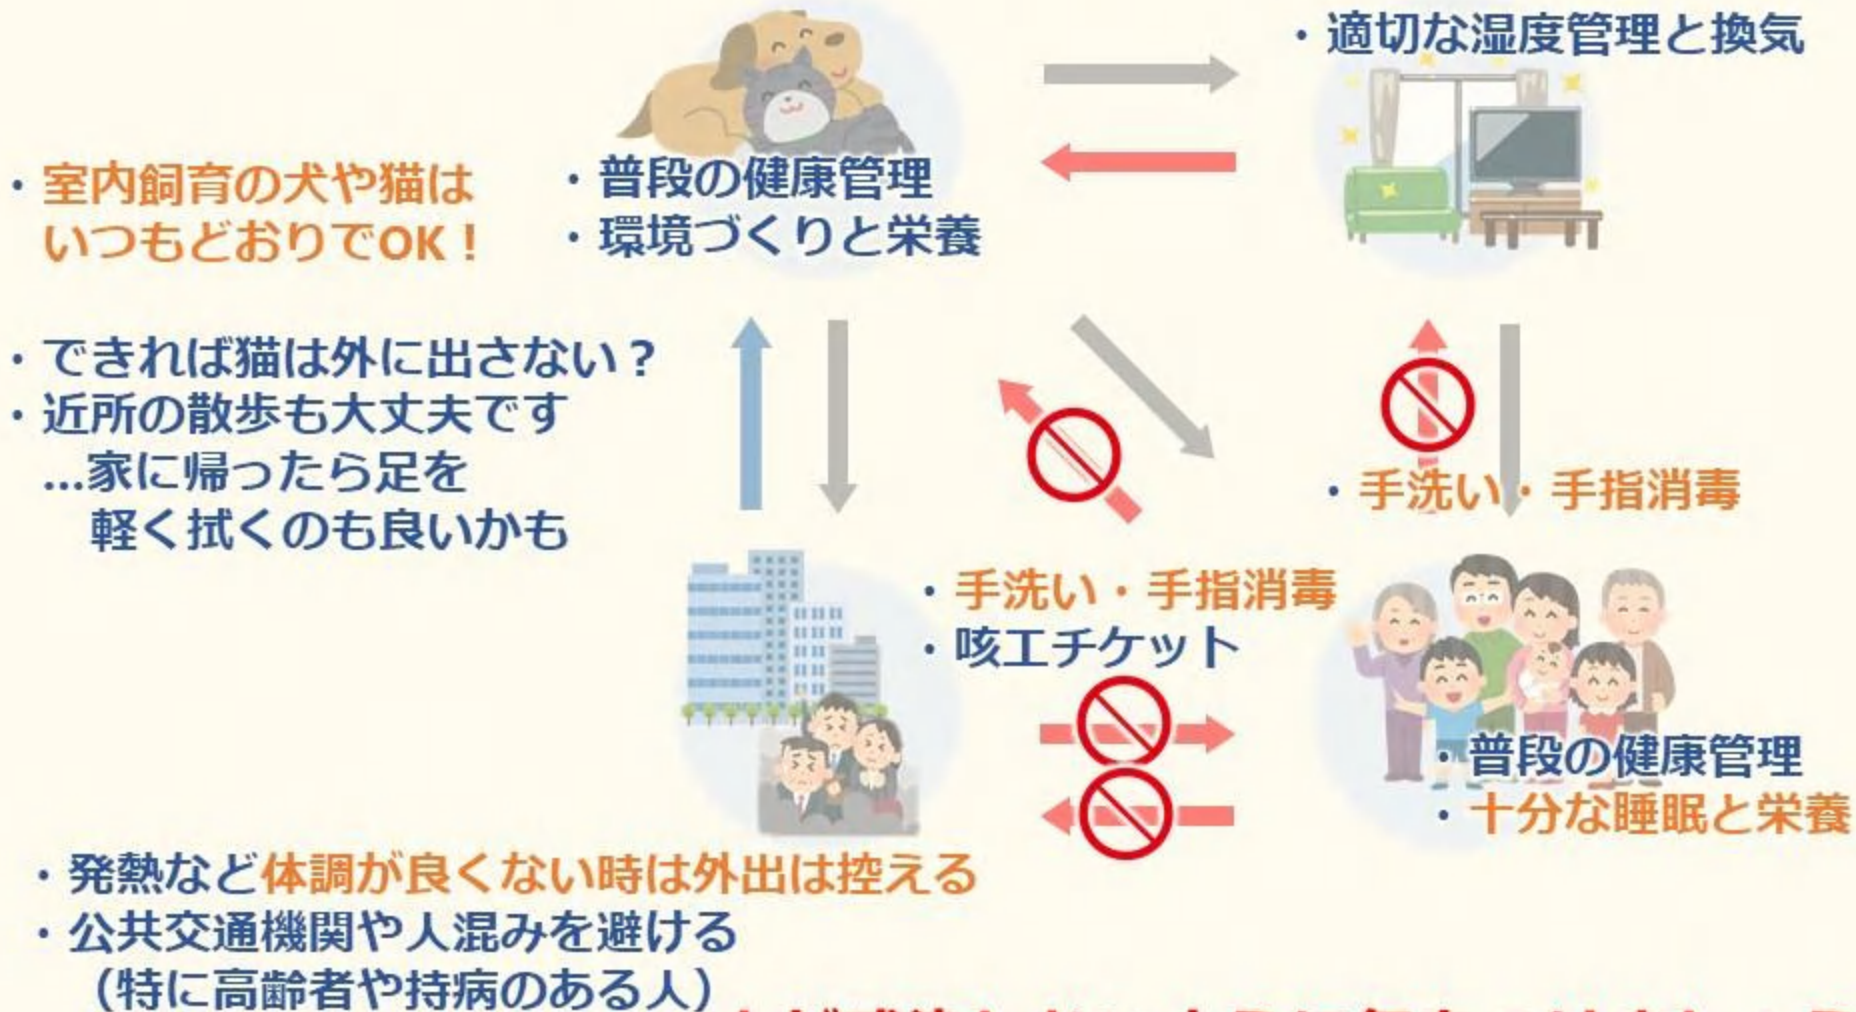 ・適切な湿度管理と換気
・室内飼育の犬や猫は
いつもどおりでOK！
・普段の健康管理
・環境づくりと栄養
・できれば猫は外に出さない？
・近所の散歩も大丈夫です
…家に帰ったら足を
軽く拭くのも良いかも
・手洗い・手指消毒
・手洗い・手指消毒
・咳エチケット
・普段の健康管理
・十分な睡眠と栄養
・発熱など体調が良くない時は外出は控える
・公共交通機関や人混みを避ける
（特に高齢者や持病のある人）